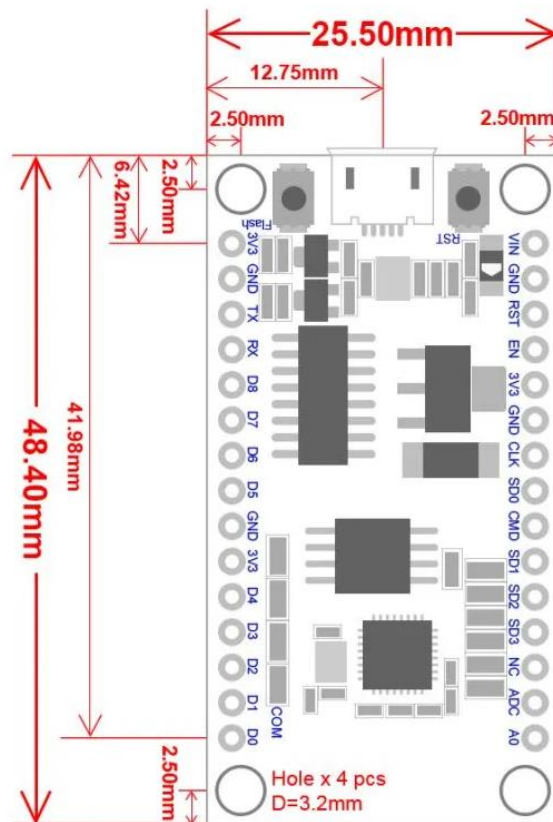 25.50mm
12.75mm
2.50mm
2.50mm
2.50mm
6.42mm
41.98mm
48.40mm
2.50mm
Flash
RST
3V3
GND
TX
RX
D8
D7
D6
D5
GND
3V3
D4
D3
D2
D1
D0
COM
VIN
GND
RST
EN
3V3
GND
CLK
SD0
CMD
SD1
SD2
SD3
NC
ADC
A0
Hole x 4 pcs
D=3.2mm